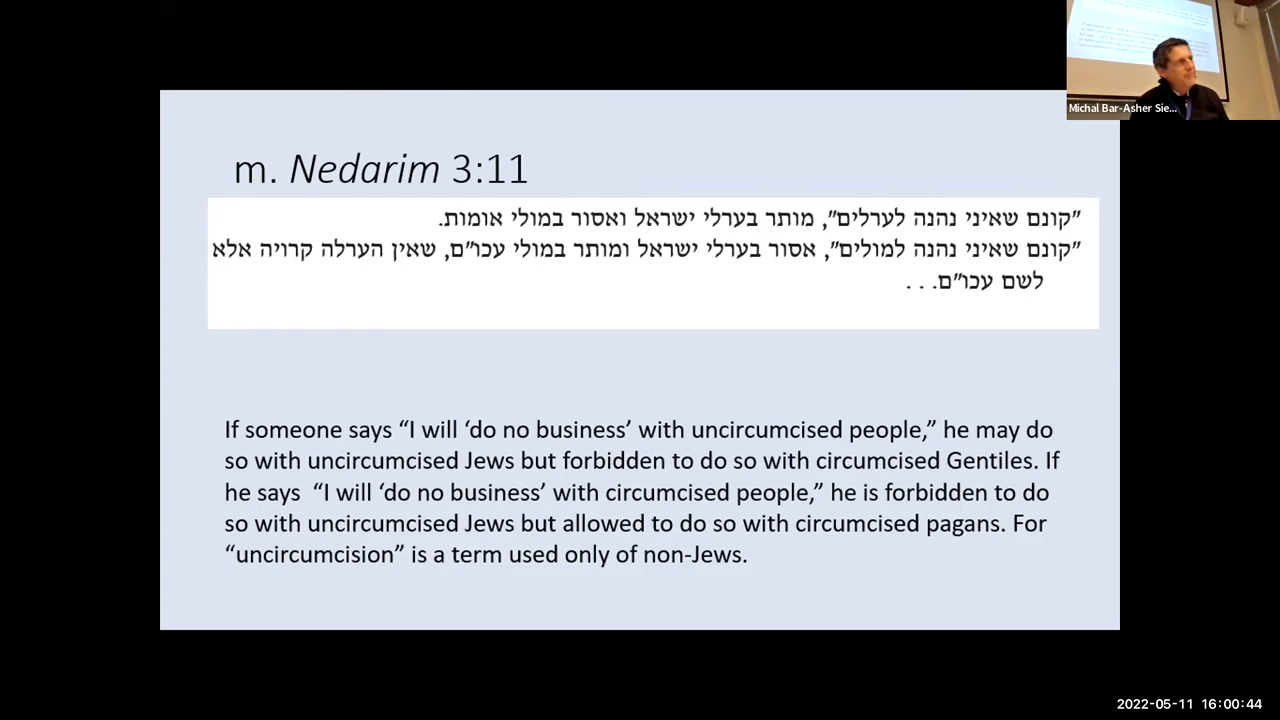 Michal Bar-Asher Sie...
m. Nedarim 3:11
"קונם שאיני נהנה לערלים", מותר בערלי ישראל ואסור במולי אומות.
"קונם שאיני נהנה למולים", אסור בערלי ישראל ומותר במולי עכו"ם, שאין הערלה קרויה אלא
לשם עכו"ם. . .
If someone says “I will ‘do no business’ with uncircumcised people,” he may do
so with uncircumcised Jews but forbidden to do so with circumcised Gentiles. If
he says “I will ‘do no business’ with circumcised people,” he is forbidden to do
so with uncircumcised Jews but allowed to do so with circumcised pagans. For
“uncircumcision” is a term used only of non-Jews.
2022-05-11 16:00:44